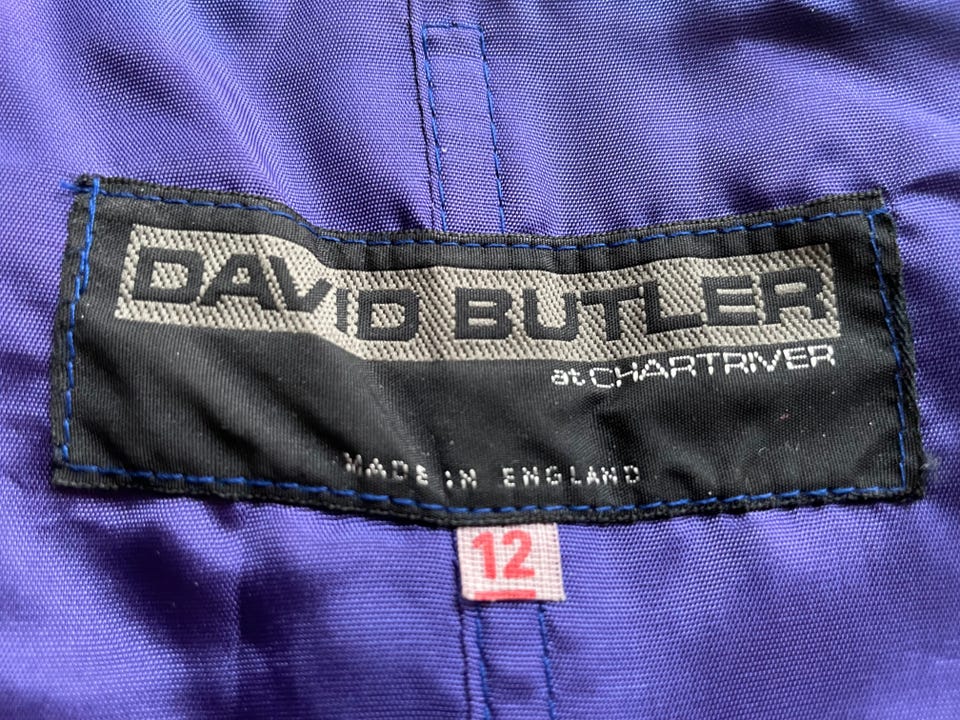 DAVID BUTLER
at CHARTRIVER
MADE IN ENGLAND
12